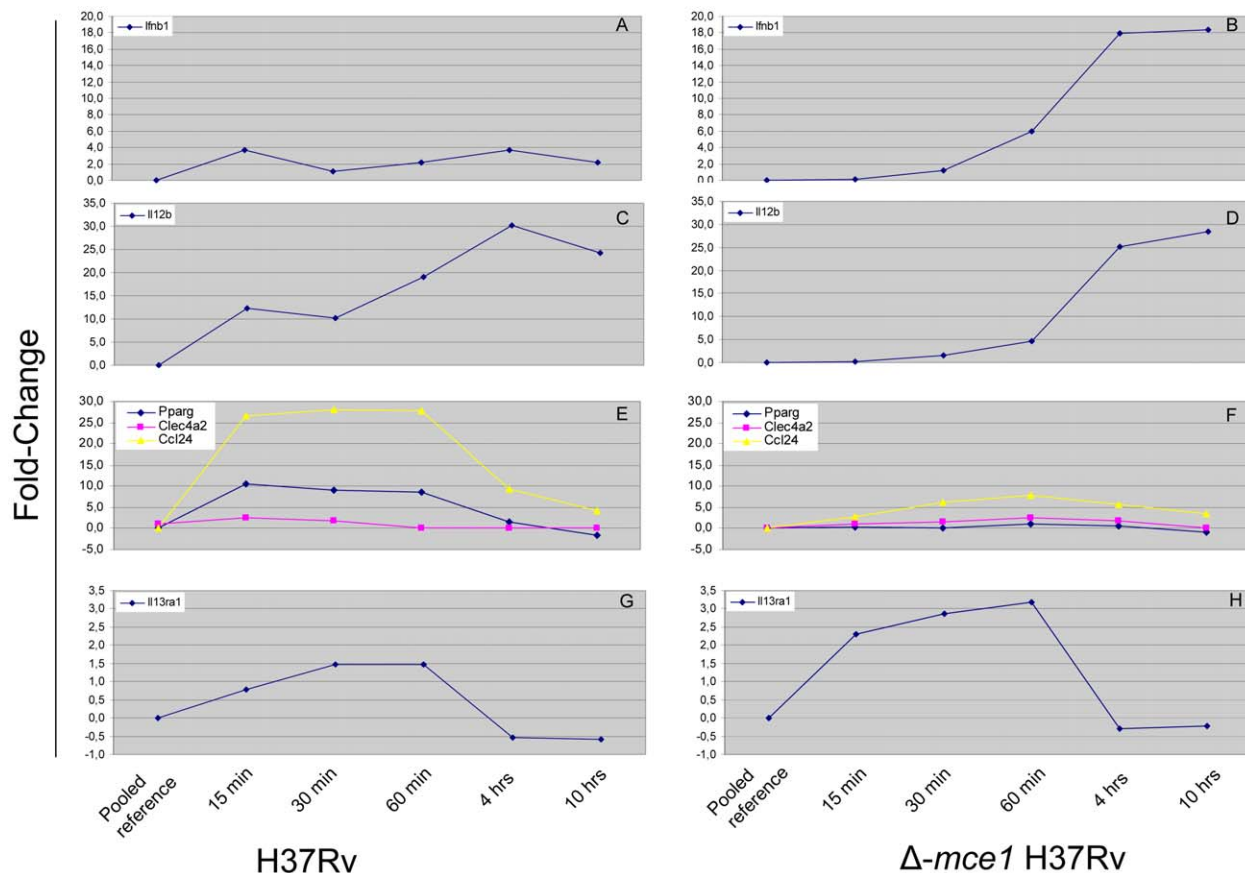 Fold-Change
Ifnb1
A
20,0
18,0
16,0
14,0
12,0
10,0
8,0
6,0
4,0
2,0
0,0
Ifnb1
B
20,0
18,0
16,0
14,0
12,0
10,0
8,0
6,0
4,0
2,0
0,0
Il12b
C
35,0
30,0
25,0
20,0
15,0
10,0
5,0
0,0
Il12b
D
35,0
30,0
25,0
20,0
15,0
10,0
5,0
0,0
Pparg
Clec4a2
Ccl24
E
30,0
25,0
20,0
15,0
10,0
5,0
0,0
-5,0
Pparg
Clec4a2
Ccl24
F
30,0
25,0
20,0
15,0
10,0
5,0
0,0
-5,0
Il13ra1
G
3,5
3,0
2,5
2,0
1,5
1,0
0,5
0,0
-0,5
-1,0
Il13ra1
H
3,5
3,0
2,5
2,0
1,5
1,0
0,5
0,0
-0,5
-1,0
Pooled
reference
15 min
30 min
60 min
4 hrs
10 hrs
Pooled
reference
15 min
30 min
60 min
4 hrs
10 hrs
H37Rv
Δ-mce1 H37Rv